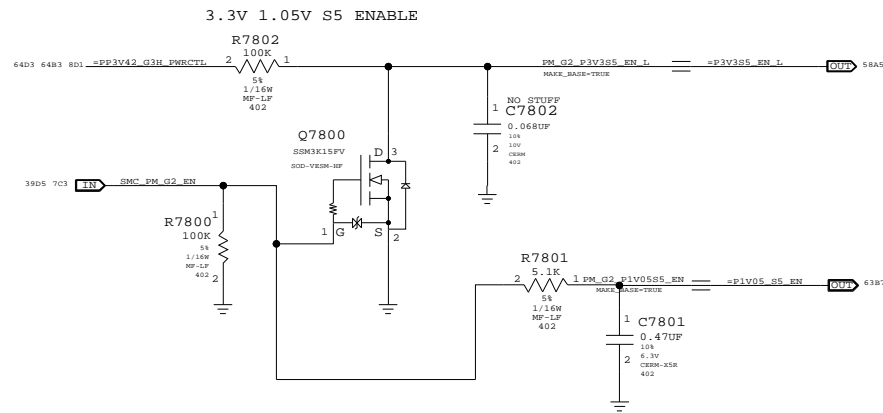 3.3V 1.05V S5 ENABLE
R7802
100K
64D3 64B3 8D1 =PP3V42_G3H_PWRCTL 2 1 PM_G2_P3V3S5_EN_L =P3V3S5_EN_L OUT 58A5
MAKE_BASE=TRUE
5%
1/16W
MF-LF
402
NO STUFF
1 C7802
0.068UF
10%
10V
CERM
402
2
Q7800
SSM3K15FV
SOD-VESM-HF
D 3
1 G S 2
39D5 7C3 IN SMC_PM_G2_EN
R7800 1
100K
5%
1/16W
MF-LF
402
2
R7801
5.1K
2 1 PM_G2_P1V05S5_EN =P1V05_S5_EN OUT 63B7
MAKE_BASE=TRUE
5%
1/16W
MF-LF
402
1 C7801
0.47UF
10%
6.3V
CERM-X5R
402
2